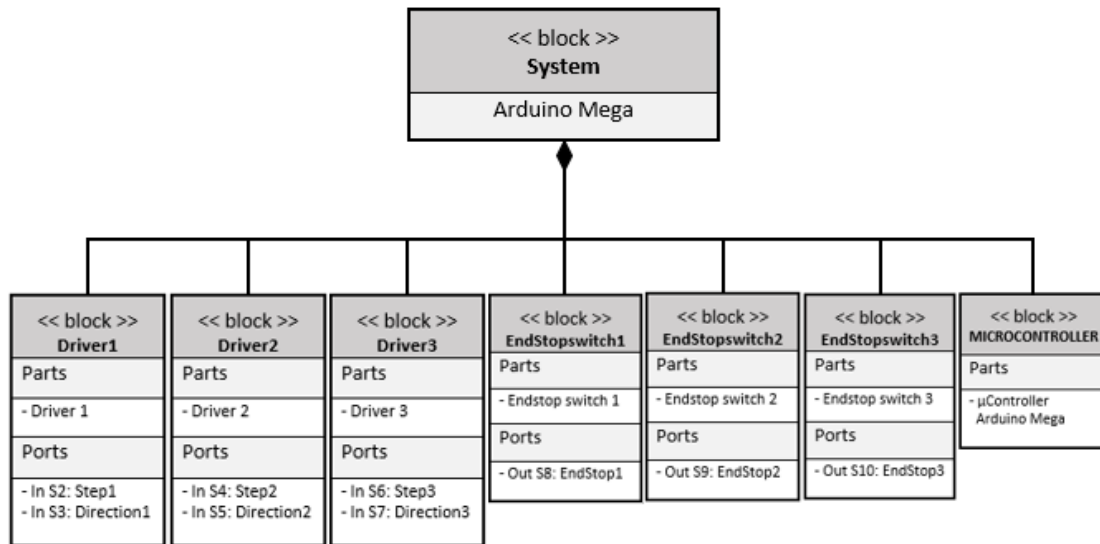 << block >>
System
Arduino Mega
<< block >>
Driver1
Parts
- Driver 1
Ports
- In S2: Step1
- In S3: Direction1
<< block >>
Driver2
Parts
- Driver 2
Ports
- In S4: Step2
- In S5: Direction2
<< block >>
Driver3
Parts
- Driver 3
Ports
- In S6: Step3
- In S7: Direction3
<< block >>
EndStopswitch1
Parts
- Endstop switch 1
Ports
- Out S8: EndStop1
<< block >>
EndStopswitch2
Parts
- Endstop switch 2
Ports
- Out S9: EndStop2
<< block >>
EndStopswitch3
Parts
- Endstop switch 3
Ports
- Out S10: EndStop3
<< block >>
MICROCONTROLLER
Parts
- µController
Arduino Mega